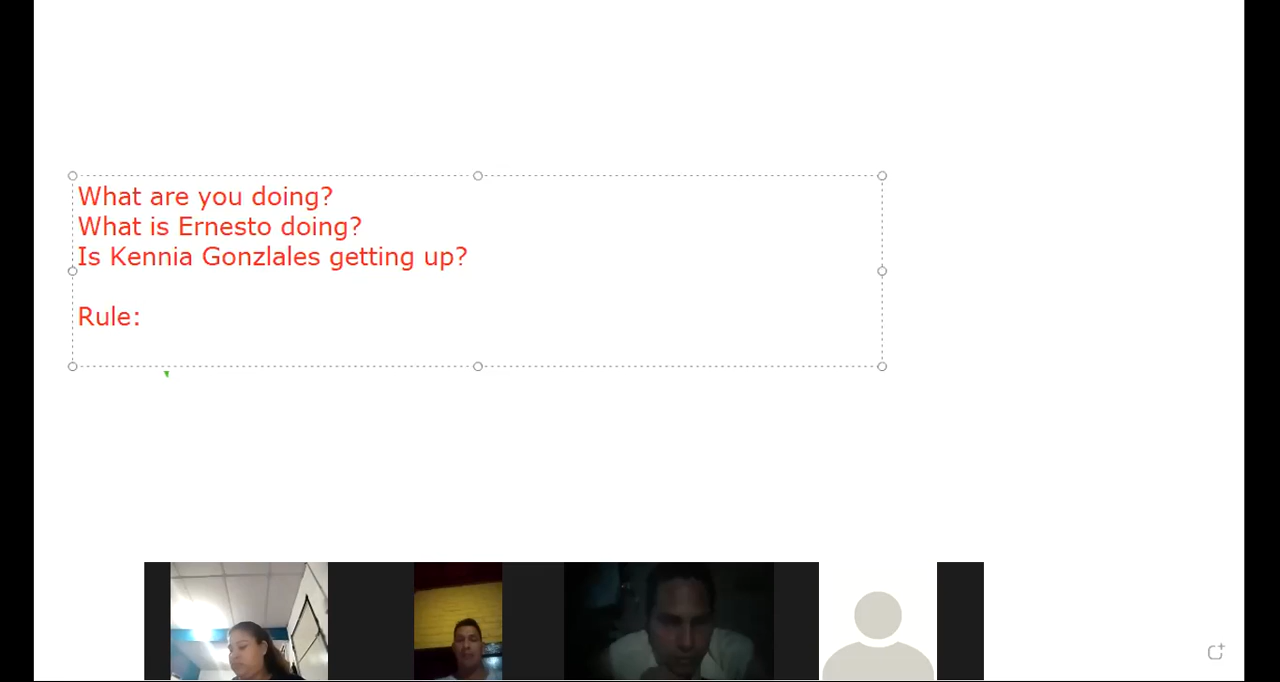 What are you doing?
What is Ernesto doing?
Is Kennia Gonzlales getting up?
Rule: